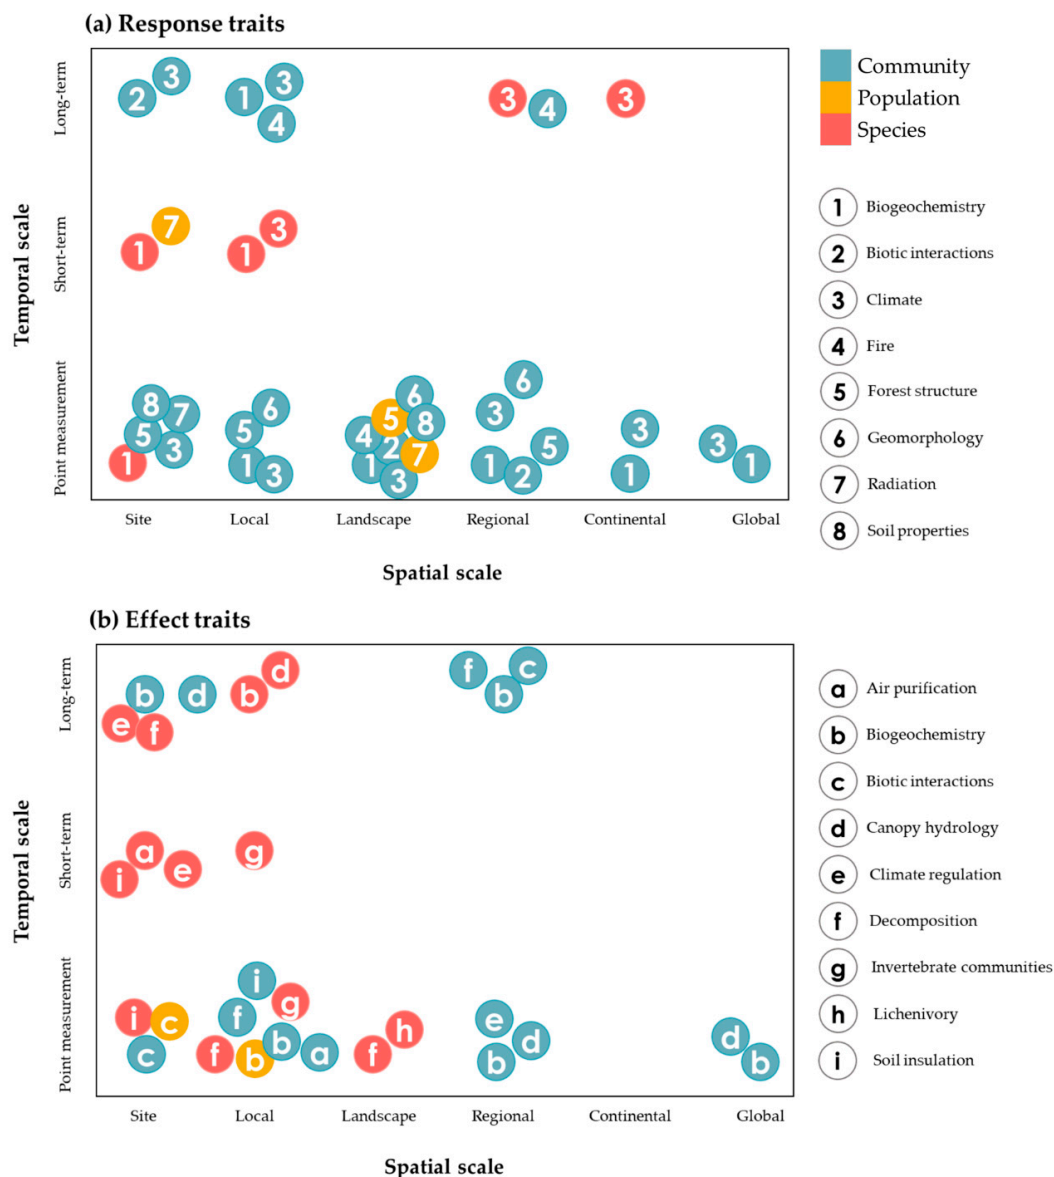 (a) Response traits
Long-term
2 3
1 3 4
3 4
3
Short-term
1 7
1 3
Point measurement
8 7 5 3 1
6 5 1 3
6 5 8 4 2 7 1 3
6 3 5 1 2
3 1
3 1
Temporal scale
Site Local Landscape Regional Continental Global
Spatial scale
Community
Population
Species
1 Biogeochemistry
2 Biotic interactions
3 Climate
4 Fire
5 Forest structure
6 Geomorphology
7 Radiation
8 Soil properties
(b) Effect traits
Long-term
b d e f
d b
f c b
Short-term
a e i
g
Point measurement
i c c
i g f b a f b
h f
e d b
d b
Temporal scale
Site Local Landscape Regional Continental Global
Spatial scale
a Air purification
b Biogeochemistry
c Biotic interactions
d Canopy hydrology
e Climate regulation
f Decomposition
g Invertebrate communities
h Lichenivory
i Soil insulation